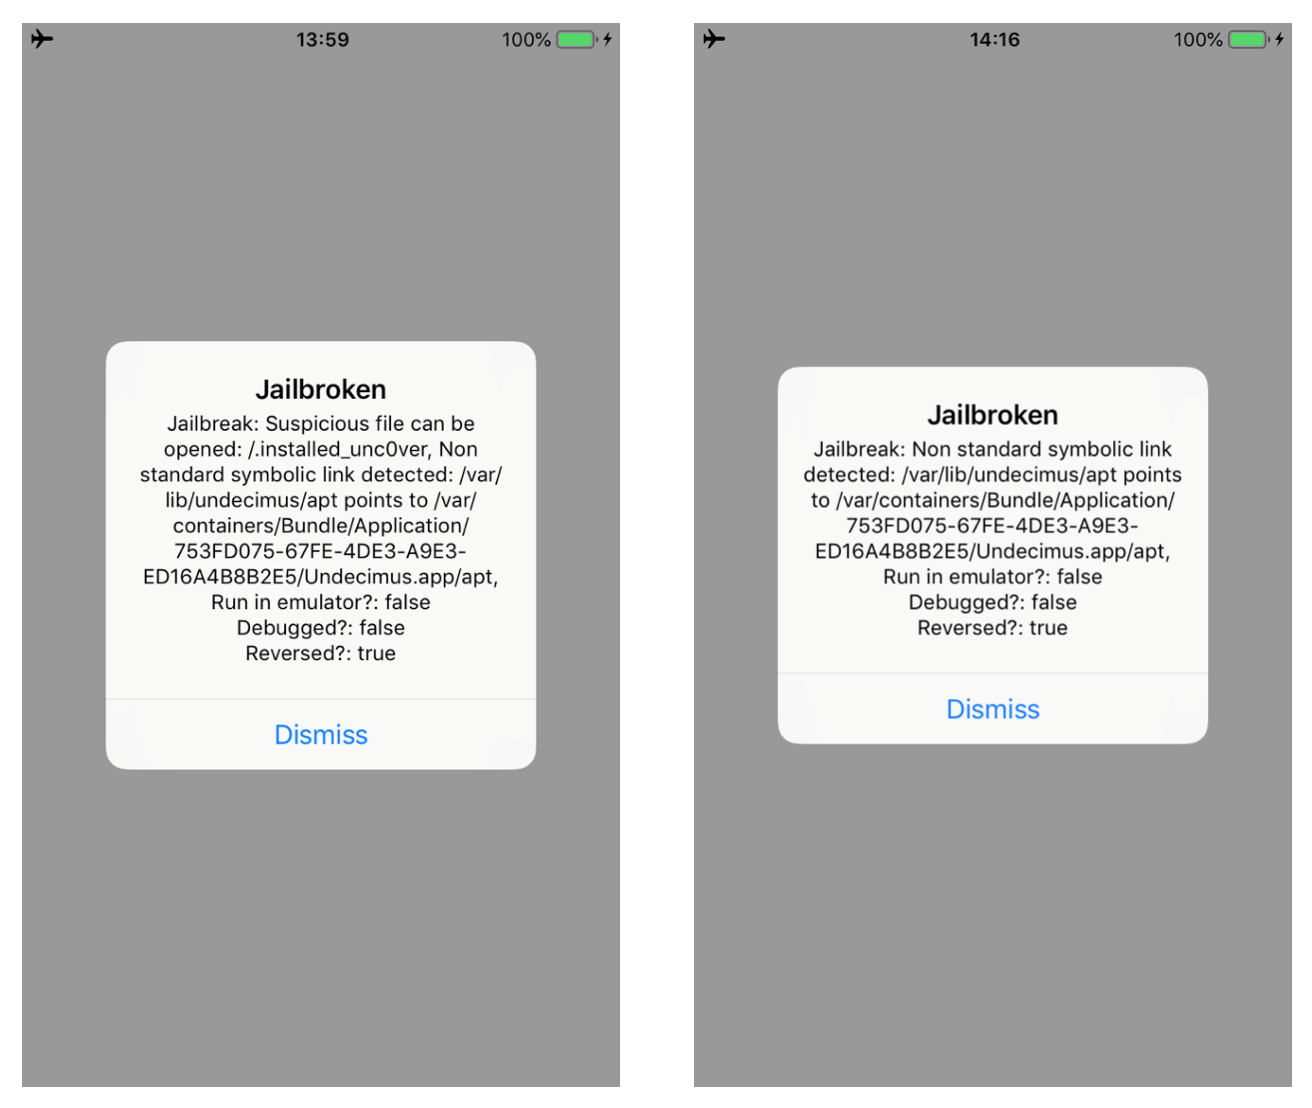 13:59
100%
Jailbroken
Jailbreak: Suspicious file can be
opened: /.installed_unc0ver, Non
standard symbolic link detected: /var/
lib/undecimus/apt points to /var/
containers/Bundle/Application/
753FD075-67FE-4DE3-A9E3-
ED16A4B8B2E5/Undecimus.app/apt,
Run in emulator?: false
Debugged?: false
Reversed?: true
Dismiss
14:16
100%
Jailbroken
Jailbreak: Non standard symbolic link
detected: /var/lib/undecimus/apt points
to /var/containers/Bundle/Application/
753FD075-67FE-4DE3-A9E3-
ED16A4B8B2E5/Undecimus.app/apt,
Run in emulator?: false
Debugged?: false
Reversed?: true
Dismiss